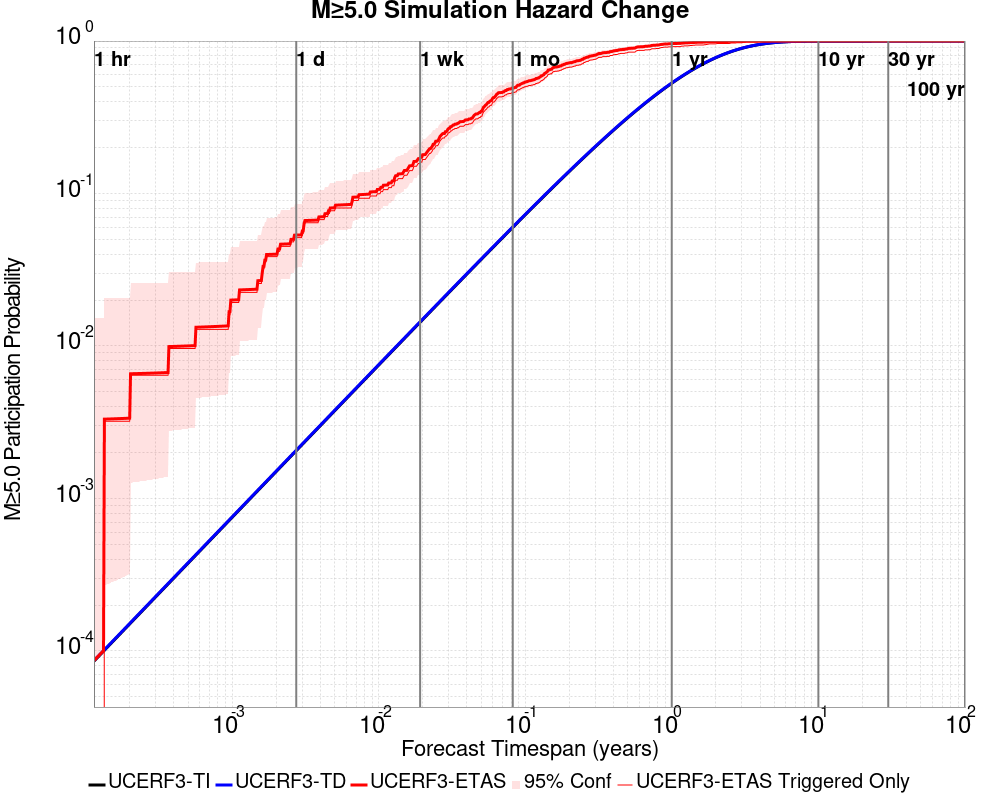 M≥5.0 Simulation Hazard Change
1 hr
1 d
1 wk
1 mo
1 yr
10 yr
30 yr
100 yr
10^0
10^-1
10^-2
10^-3
10^-4
M≥5.0 Participation Probability
10^-3
10^-2
10^-1
10^0
10^1
10^2
Forecast Timespan (years)
UCERF3-TI
UCERF3-TD
UCERF3-ETAS
95% Conf
UCERF3-ETAS Triggered Only